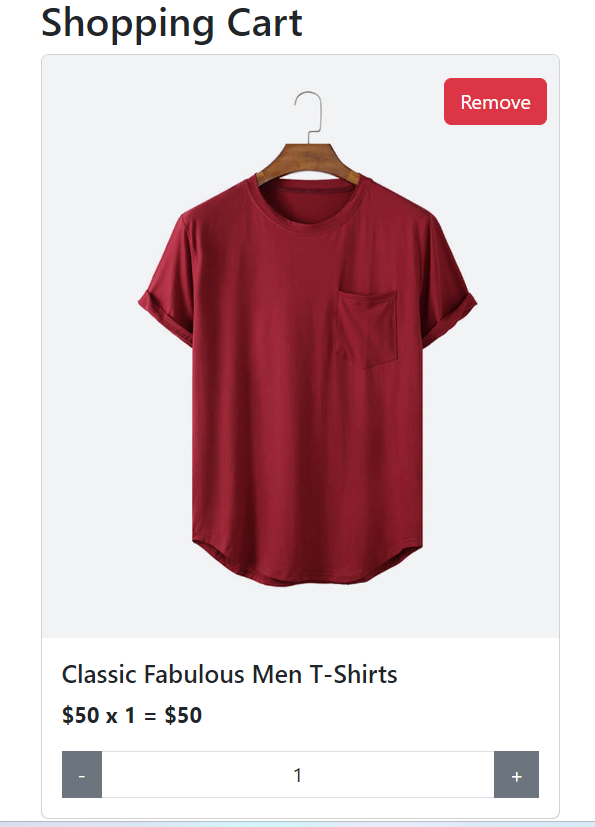 Shopping Cart
Remove
Classic Fabulous Men T-Shirts
$50 x 1 = $50
- 1 +